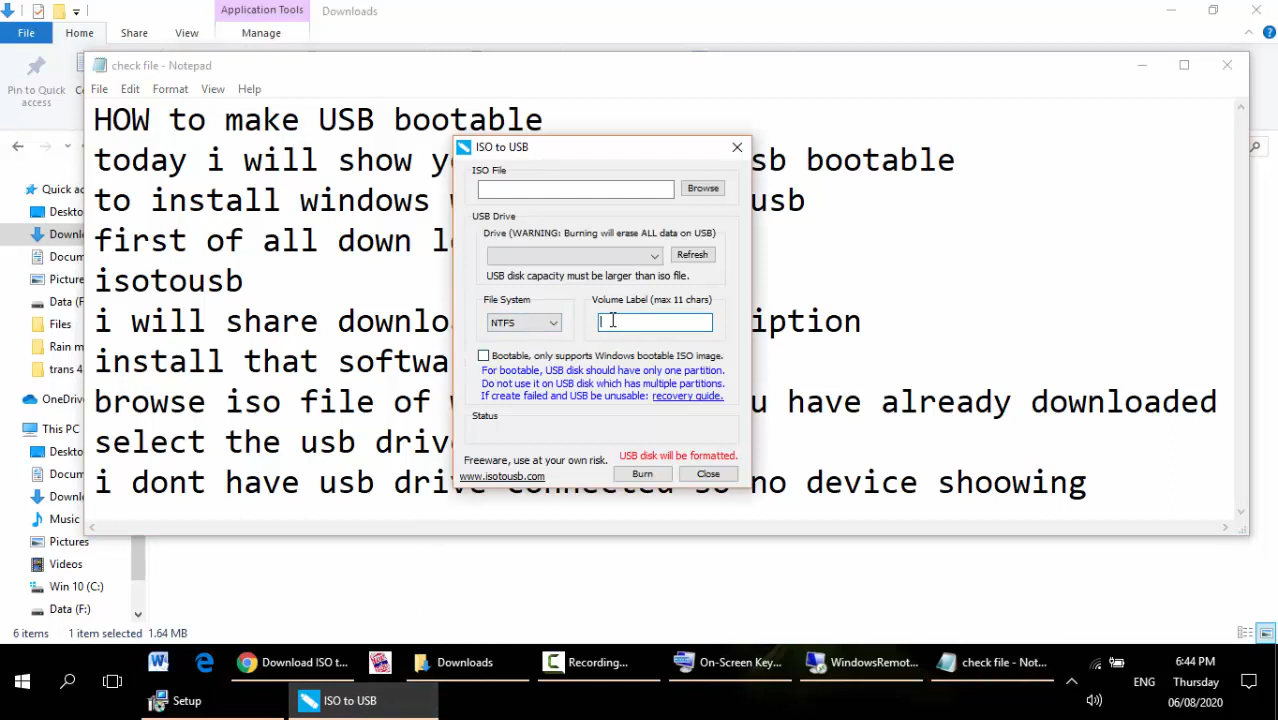 Application Tools
Downloads
File
Home
Share
View
Manage
Pin to Quick
access
check file - Notepad
File
Edit
Format
View
Help
HOW to make USB bootable
today i will show
sb bootable
to install windows
usb
first of all down
isotousb
i will share downlo
iption
install that softwa
browse iso file of
u have already downloaded
select the usb driv
i dont have usb drive connected so no device shoowing
ISO to USB
ISO File
Browse
USB Drive
Drive (WARNING: Burning will erase ALL data on USB)
Refresh
USB disk capacity must be larger than iso file.
File System
Volume Label (max 11 chars)
NTFS
Bootable, only supports Windows bootable ISO image.
For bootable, USB disk should have only one partition.
Do not use it on USB disk which has multiple partitions.
If create failed and USB be unusable: recovery guide.
Status
USB disk will be formatted.
Freeware, use at your own risk.
www.isotousb.com
Burn
Close
Quick ac
Deskto
Downl
Docum
Picture
Data (F
Files
Rain m
trans 4
OneDriv
This PC
Deskto
Docum
Downl
Music
Pictures
Videos
Win 10 (C:)
Data (F:)
6 items
1 item selected
1.64 MB
Download ISO t...
Downloads
Recording...
On-Screen Key...
WindowsRemot...
check file - Not...
Setup
ISO to USB
ENG
6:44 PM
Thursday
06/08/2020